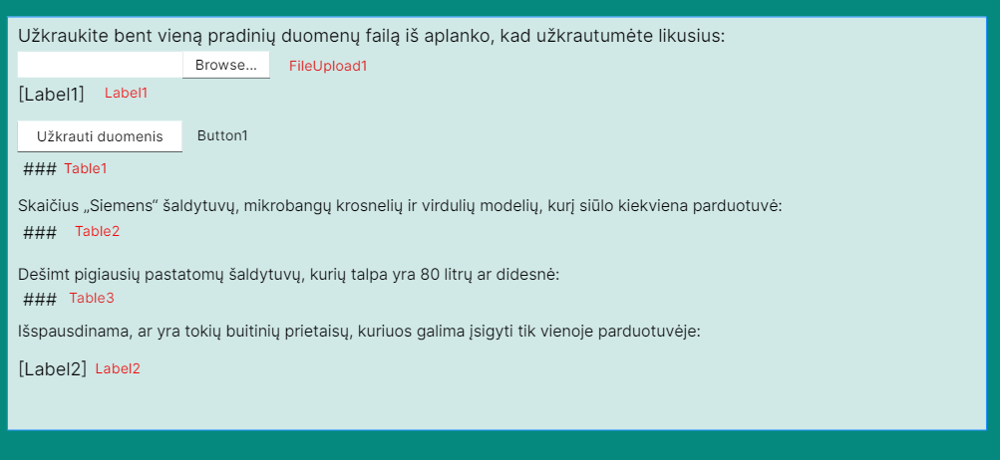 Užkraukite bent vieną pradinių duomenų failą iš aplanko, kad užkrautumėte likusius:
Browse... FileUpload1
[Label1] Label1
Užkrauti duomenis Button1
### Table1
Skaičius „Siemens“ šaldytuvų, mikrobangų krosnelių ir virdulių modelių, kurį siūlo kiekviena parduotuvė:
### Table2
Dešimt pigiausių pastatomų šaldytuvų, kurių talpa yra 80 litrų ar didesnė:
### Table3
Išspausdinama, ar yra tokių buitinių prietaisų, kuriuos galima įsigyti tik vienoje parduotuvėje:
[Label2] Label2